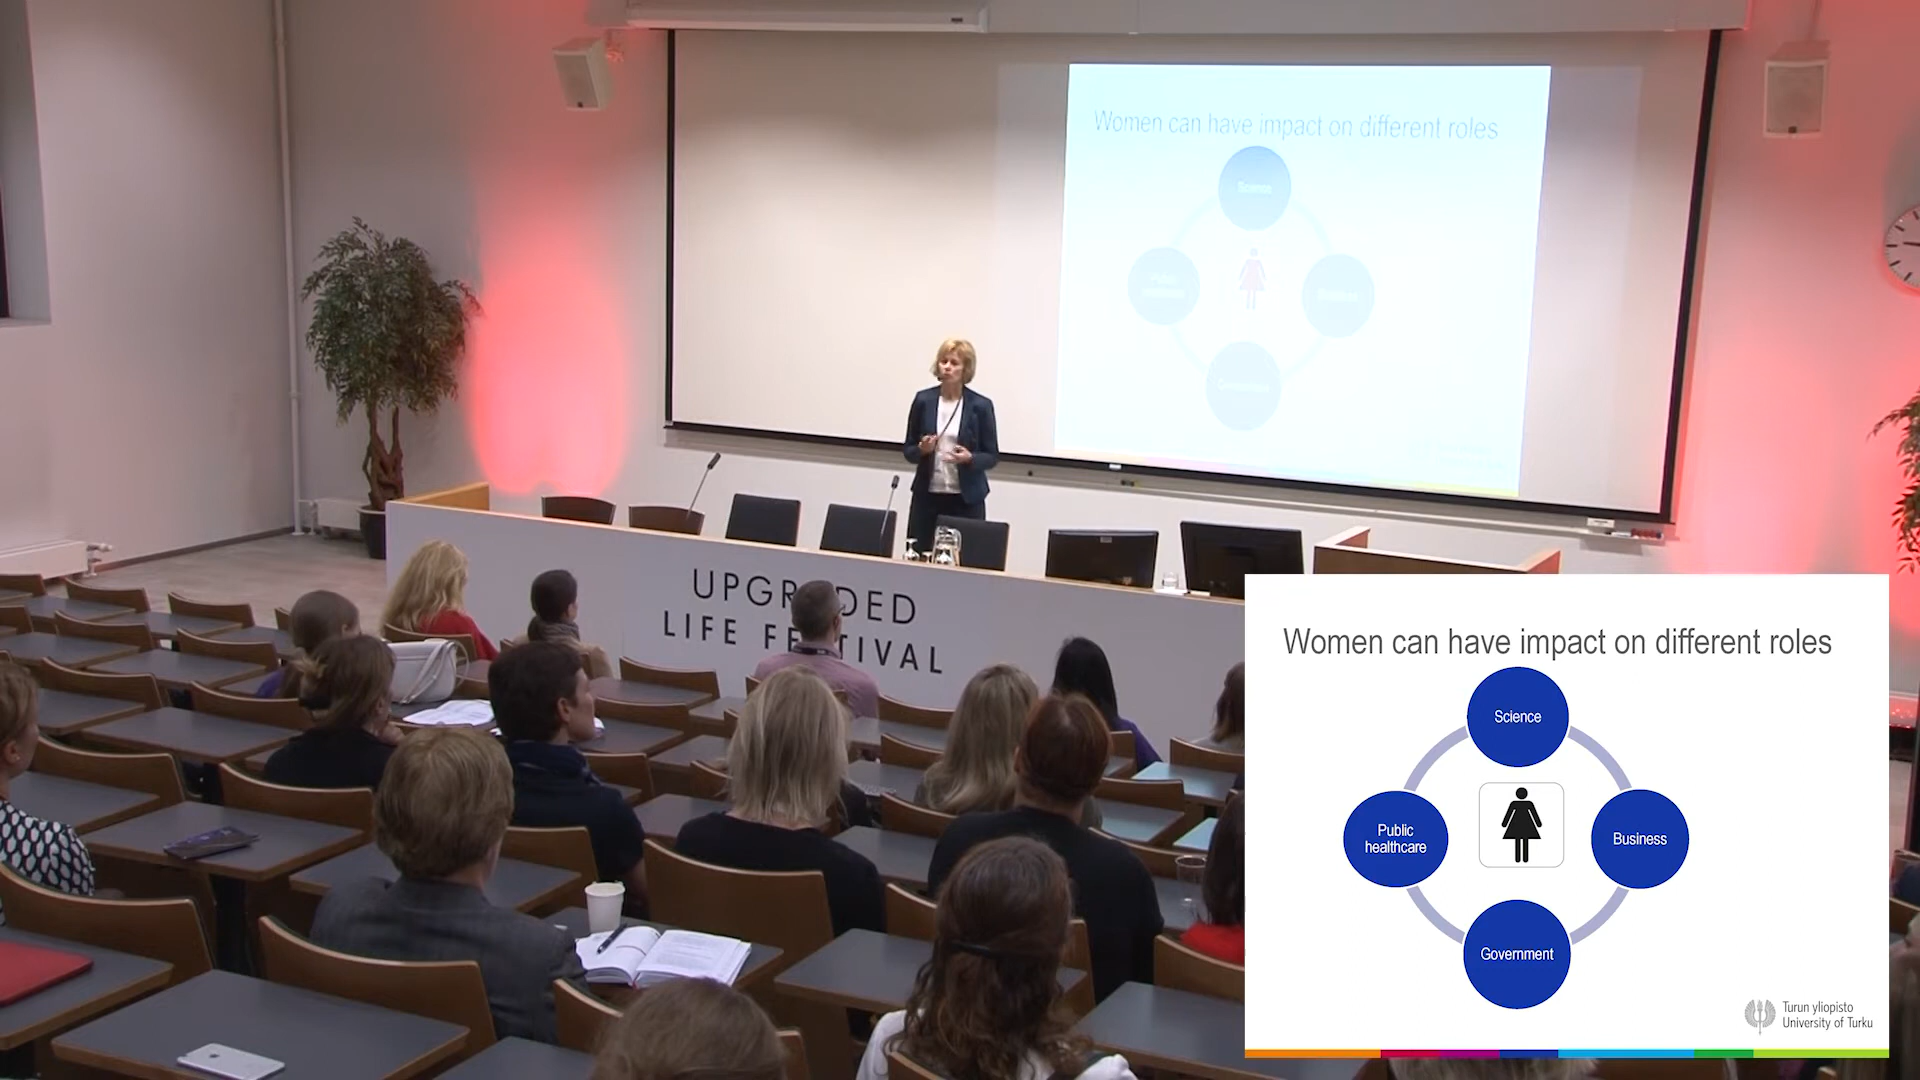 Women can have impact on different roles
Science
UPGR DED
LIFE FE TIVAL
Women can have impact on different roles
Science
Public
healthcare
Business
Government
Turun yliopisto
University of Turku